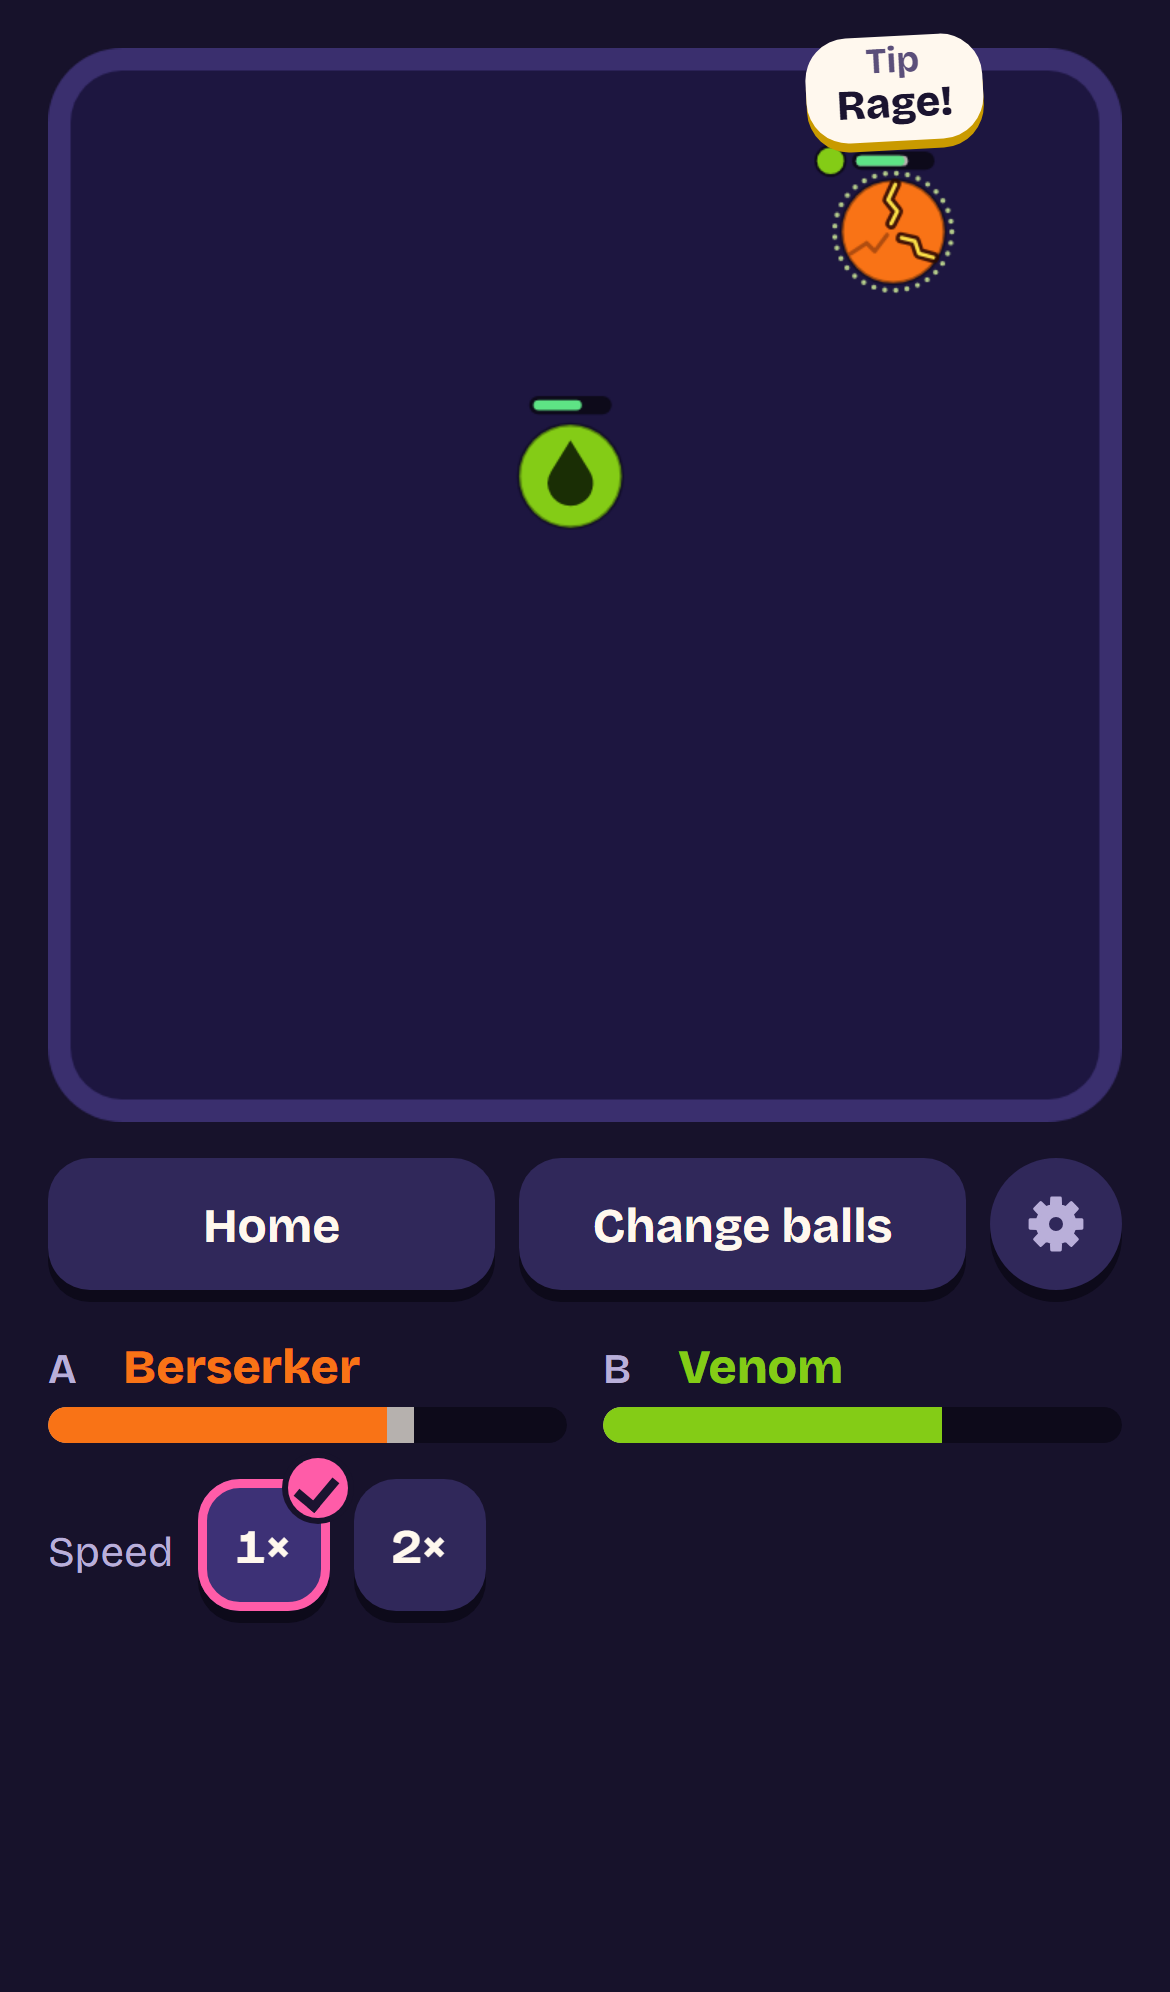 Tip
Rage!
Home
Change balls
A Berserker
B Venom
Speed 1× 2×